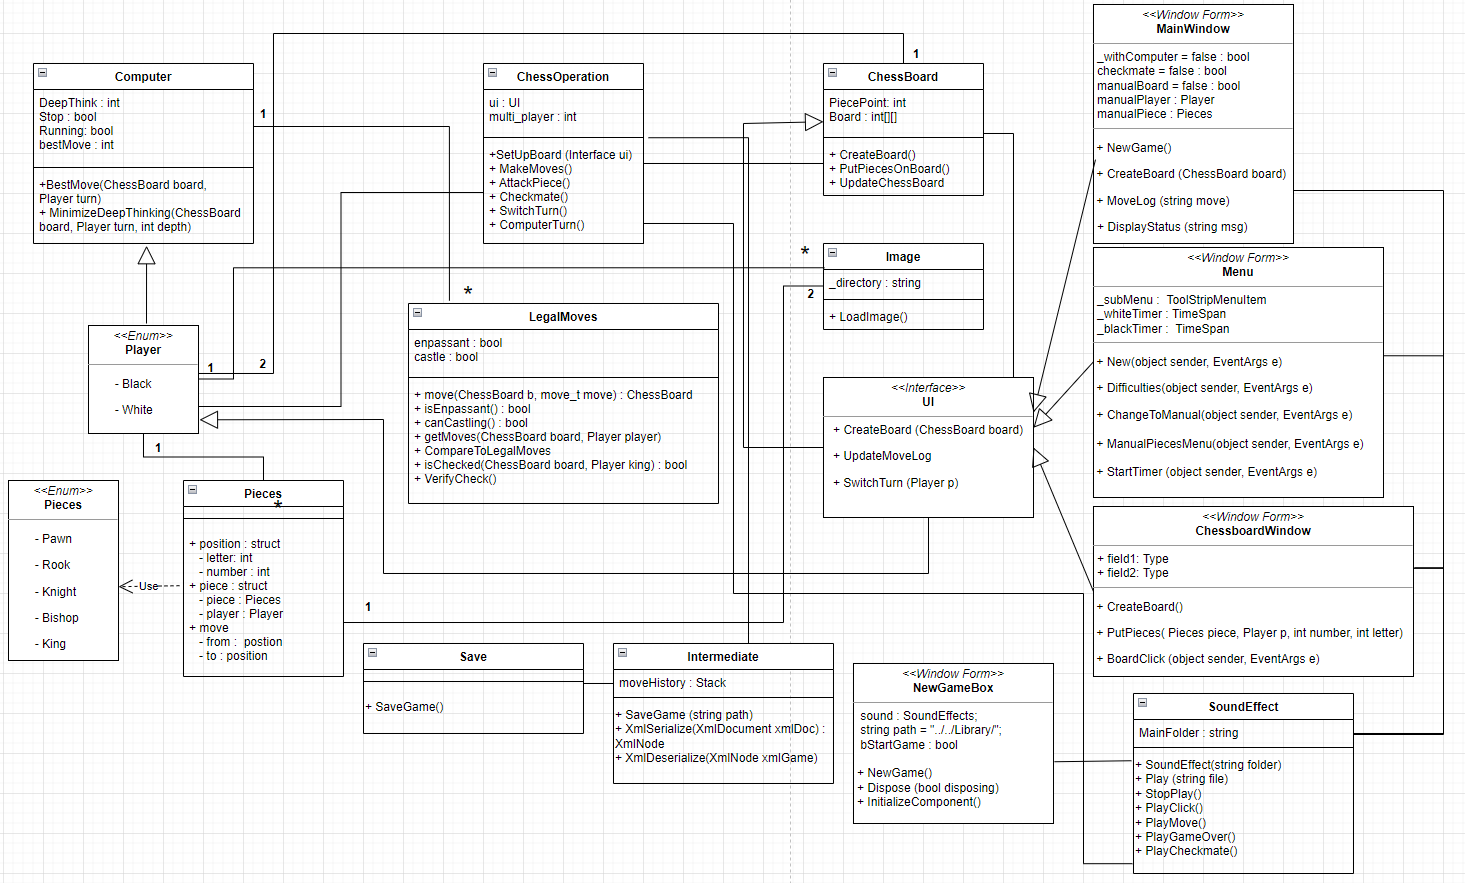 Computer
DeepThink : int
Stop : bool
Running: bool
bestMove : int
+BestMove(ChessBoard board,
Player turn)
+ MinimizeDeepThinking(ChessBoard
board, Player turn, int depth)
1
ChessOperation
ui : UI
multi_player : int
+SetUpBoard (Interface ui)
+ MakeMoves()
+ AttackPiece()
+ Checkmate()
+ SwitchTurn()
+ ComputerTurn()
1
ChessBoard
PiecePoint: int
Board : int[][]
+ CreateBoard()
+ PutPiecesOnBoard()
+ UpdateChessBoard
<<Window Form>>
MainWindow
_withComputer = false : bool
checkmate = false : bool
manualBoard = false : bool
manualPlayer : Player
manualPiece : Pieces
+ NewGame()
+ CreateBoard (ChessBoard board)
+ MoveLog (string move)
+ DisplayStatus (string msg)
*
Image
_directory : string
+ LoadImage()
2
<<Window Form>>
Menu
_subMenu : ToolStripMenuItem
_whiteTimer : TimeSpan
_blackTimer : TimeSpan
+ New(object sender, EventArgs e)
+ Difficulties(object sender, EventArgs e)
+ ChangeToManual(object sender, EventArgs e)
+ ManualPiecesMenu(object sender, EventArgs e)
+ StartTimer (object sender, EventArgs e)
*
LegalMoves
enpassant : bool
castle : bool
+ move(ChessBoard b, move_t move) : ChessBoard
+ isEnpassant() : bool
+ canCastling() : bool
+ getMoves(ChessBoard board, Player player)
+ CompareToLegalMoves
+ isChecked(ChessBoard board, Player king) : bool
+ VerifyCheck()
<<Enum>>
Player
- Black
- White
1
2
1
<<Interface>>
UI
+ CreateBoard (ChessBoard board)
+ UpdateMoveLog
+ SwitchTurn (Player p)
<<Enum>>
Pieces
- Pawn
- Rook
- Knight
- Bishop
- King
Use
Pieces
*
+ position : struct
- letter: int
- number : int
+ piece : struct
- piece : Pieces
- player : Player
+ move
- from : postion
- to : position
1
<<Window Form>>
ChessboardWindow
+ field1: Type
+ field2: Type
+ CreateBoard()
+ PutPieces( Pieces piece, Player p, int number, int letter)
+ BoardClick (object sender, EventArgs e)
Save
+ SaveGame()
Intermediate
moveHistory : Stack
+ SaveGame (string path)
+ XmlSerialize(XmlDocument xmlDoc) :
XmlNode
+ XmlDeserialize(XmlNode xmlGame)
<<Window Form>>
NewGameBox
sound : SoundEffects;
string path = "../../Library/";
bStartGame : bool
+ NewGame()
+ Dispose (bool disposing)
+ InitializeComponent()
SoundEffect
MainFolder : string
+ SoundEffect(string folder)
+ Play (string file)
+ StopPlay()
+ PlayClick()
+ PlayMove()
+ PlayGameOver()
+ PlayCheckmate()